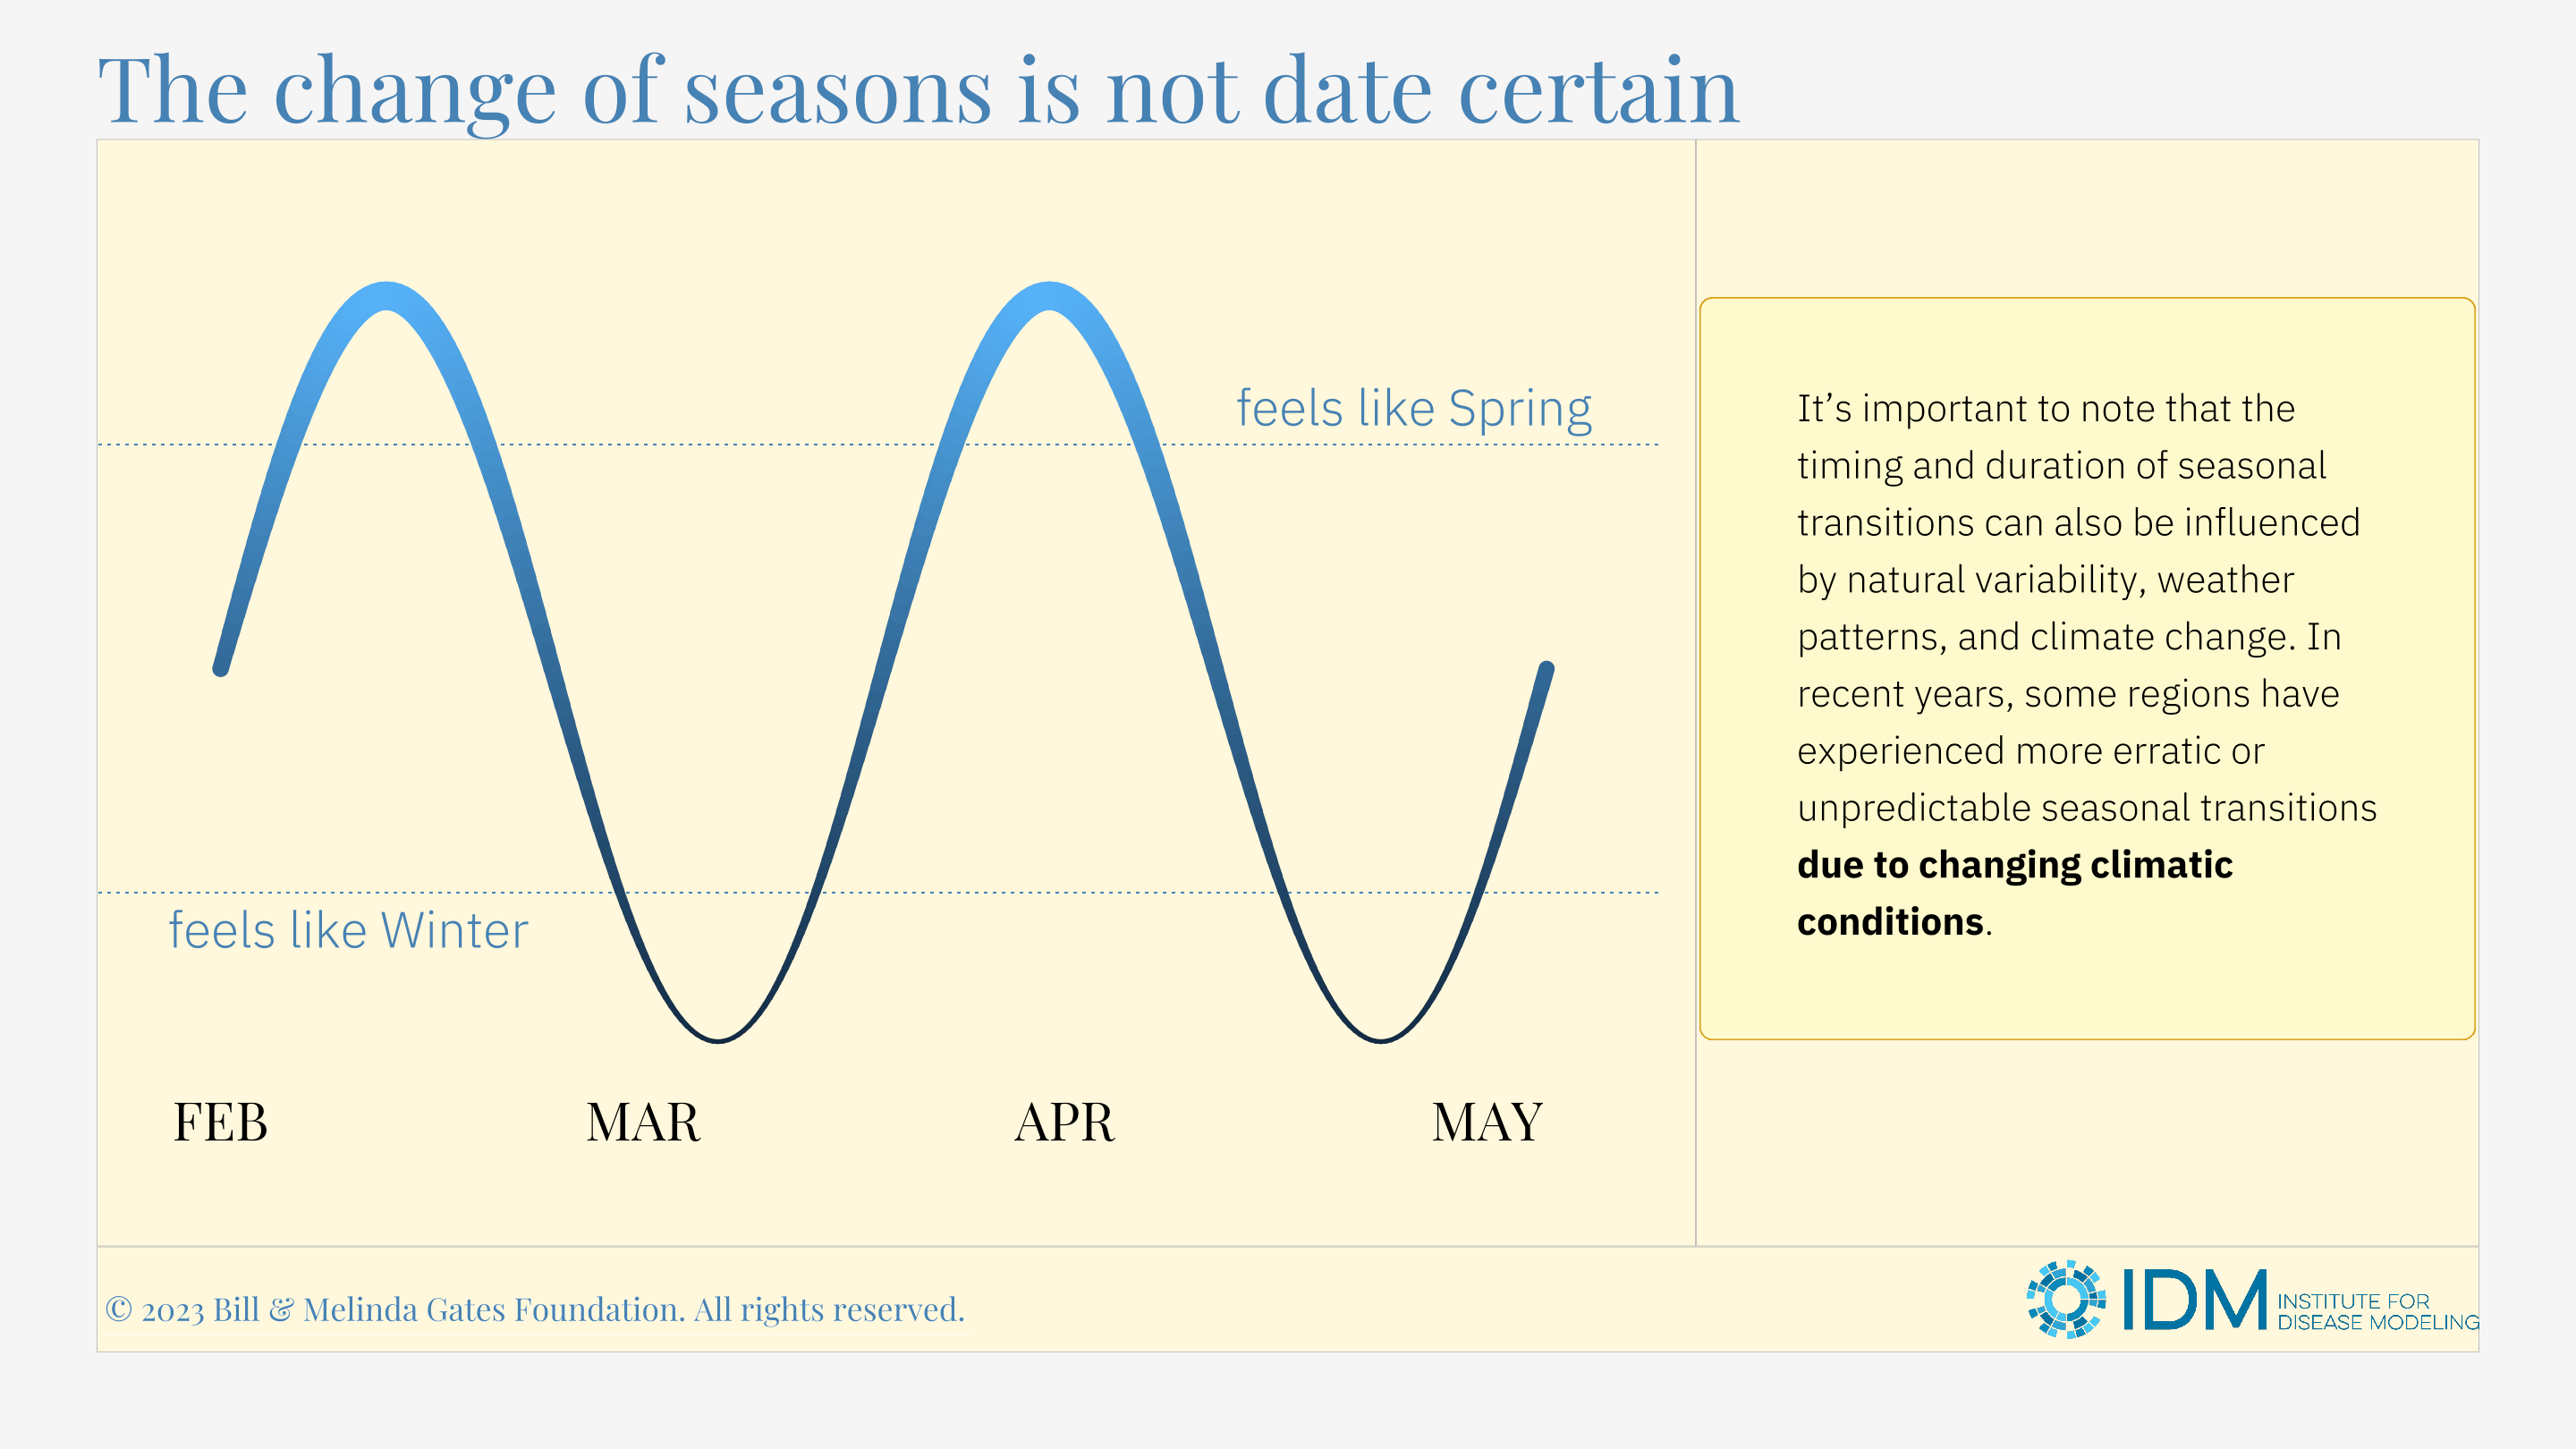 The change of seasons is not date certain
feels like Spring
feels like Winter
FEB MAR APR MAY
It’s important to note that the
timing and duration of seasonal
transitions can also be influenced
by natural variability, weather
patterns, and climate change. In
recent years, some regions have
experienced more erratic or
unpredictable seasonal transitions
due to changing climatic
conditions.
© 2023 Bill & Melinda Gates Foundation. All rights reserved.
IDM INSTITUTE FOR
DISEASE MODELING